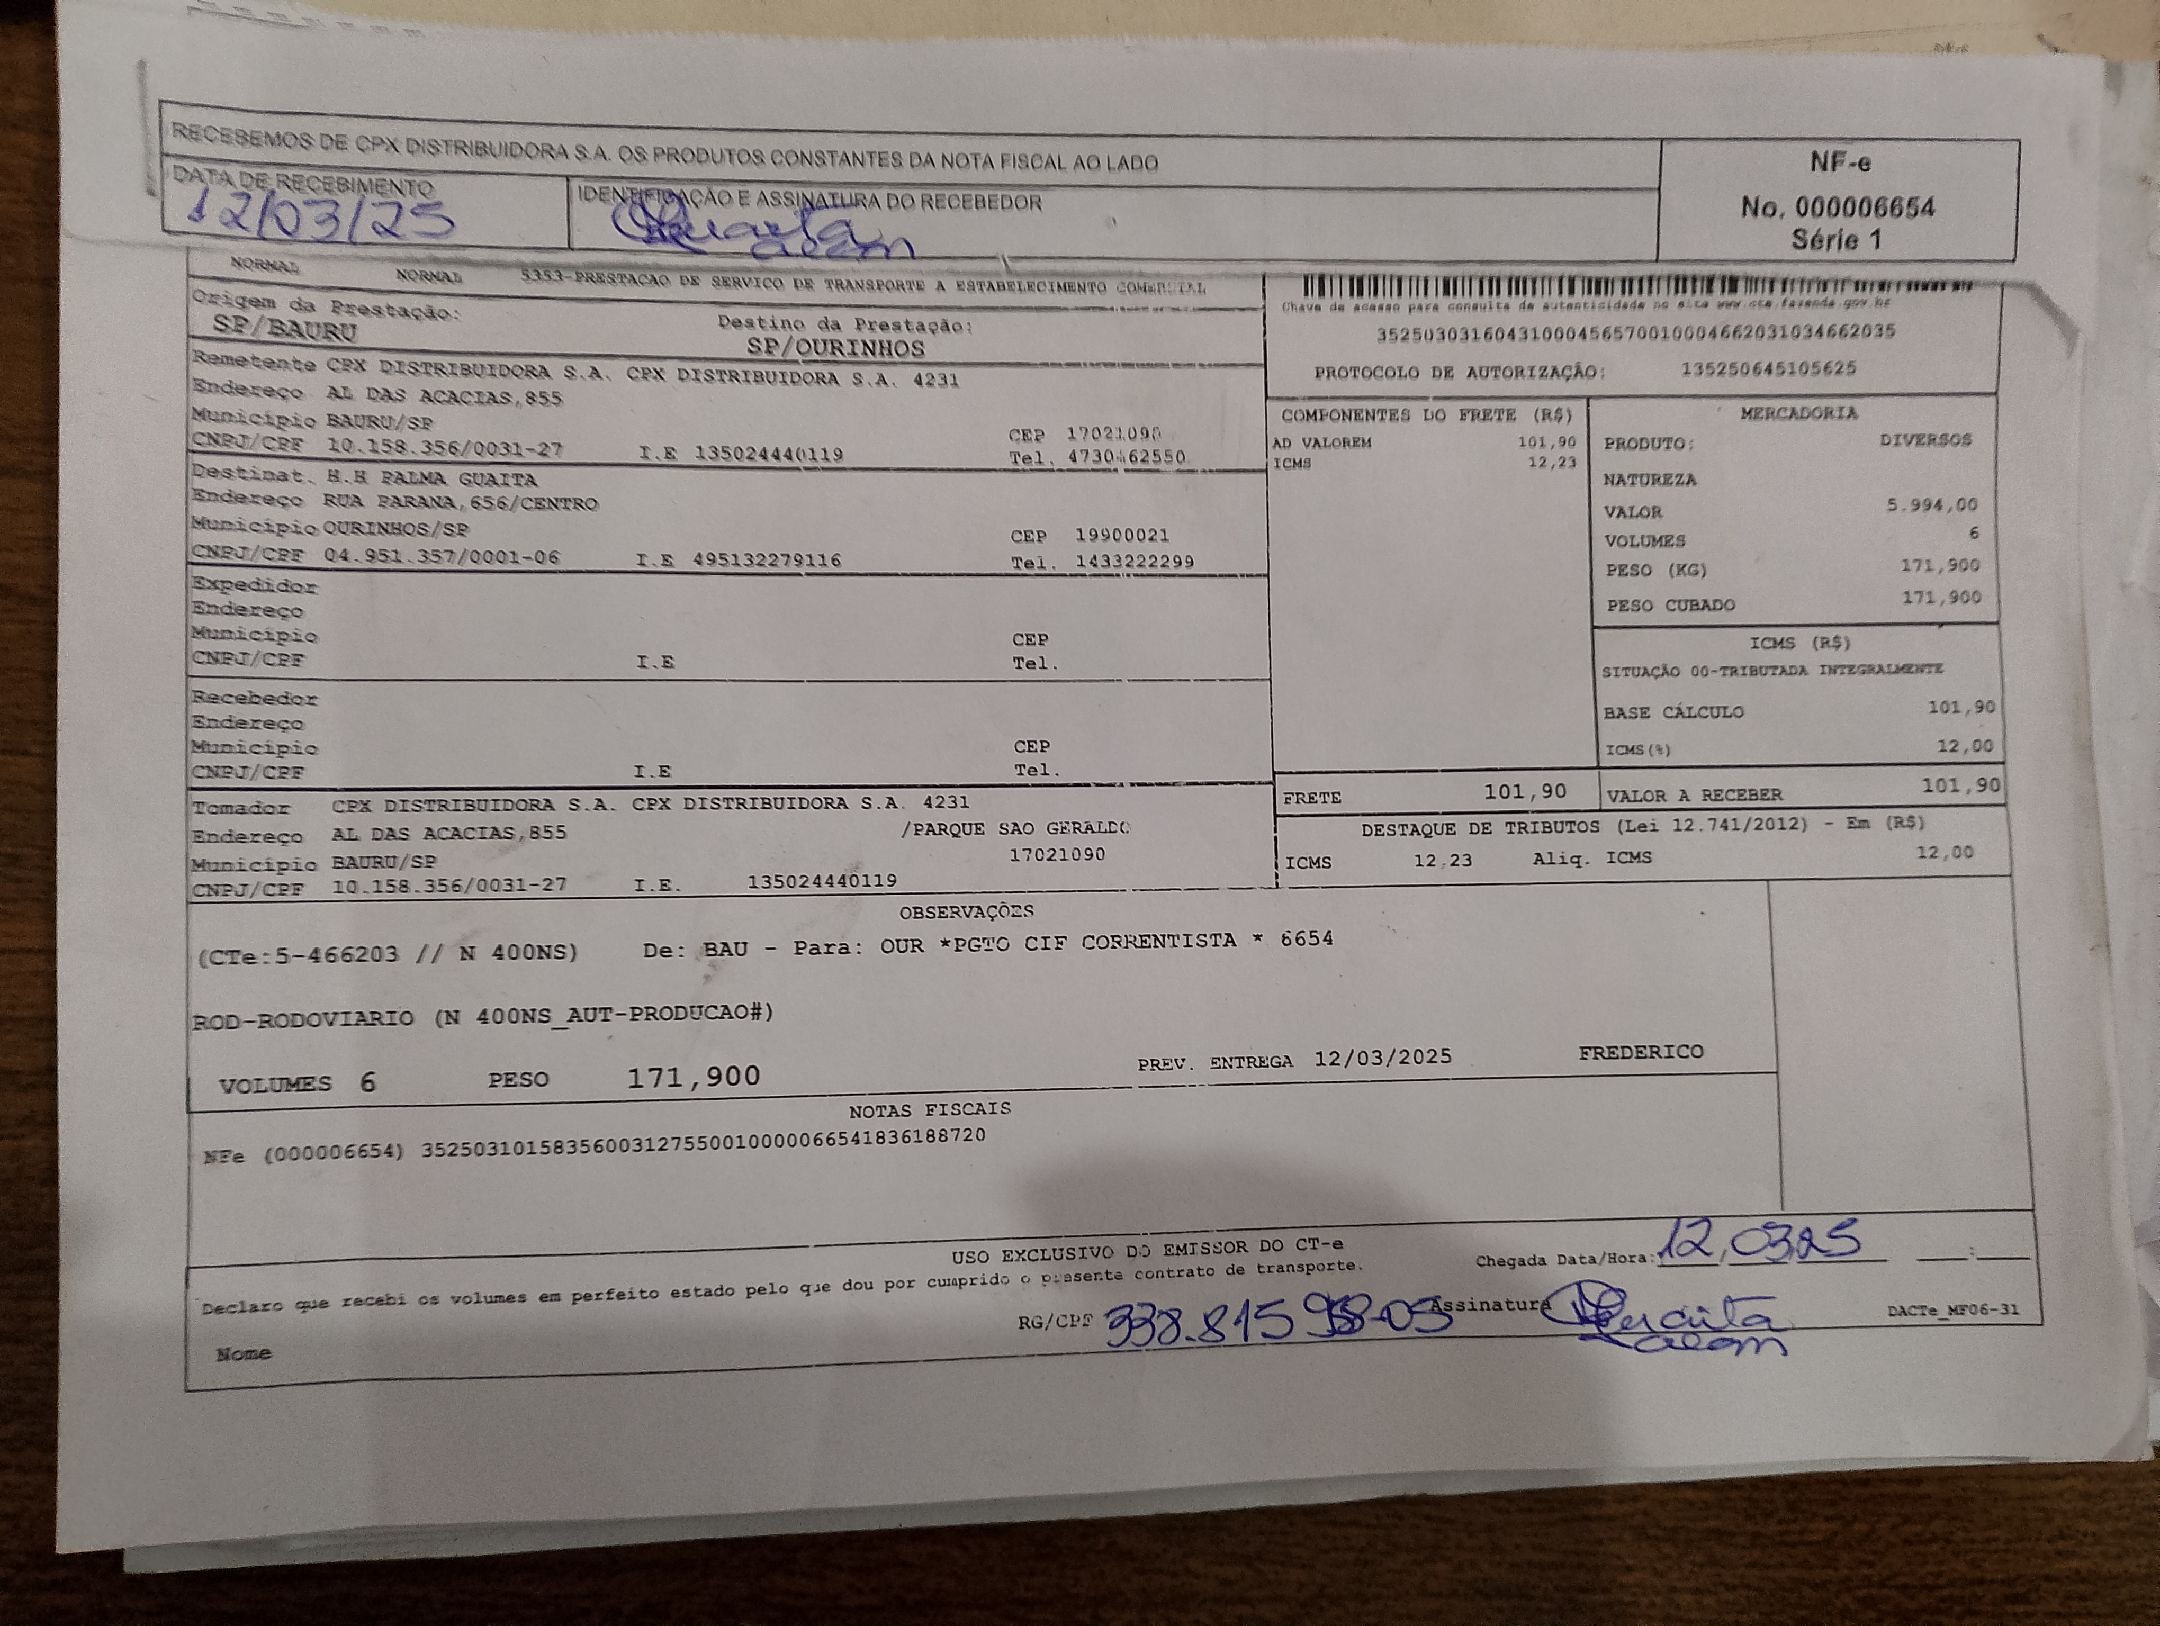 RECEBEMOS DE CPX DISTRIBUIDORA S.A. OS PRODUTOS CONSTANTES DA NOTA FISCAL AO LADO
NF-e
No. 000006654
Série 1
DATA DE RECEBIMENTO
12/03/25
IDENTIFICAÇÃO E ASSINATURA DO RECEBEDOR
NORMAL NORMAL 5353-PRESTACAO DE SERVICO DE TRANSPORTE A ESTABELECIMENTO COMERCIAL
Chave de acesso para consulta de autenticidade no site www.cte.fazenda.gov.br
35250303160431000456570010004662031034662035
PROTOCOLO DE AUTORIZAÇÃO: 135250645105625
Origem da Prestação:
SP/BAURU
Destino da Prestação:
SP/OURINHOS
Remetente CPX DISTRIBUIDORA S.A. CPX DISTRIBUIDORA S.A. 4231
Endereço AL DAS ACACIAS,855
Município BAURU/SP CEP 17021090
CNPJ/CPF 10.158.356/0031-27 I.E 135024440119 Tel. 4730462550
Destinat. H.H PALMA GUAITA
Endereço RUA PARANA,656/CENTRO
Município OURINHOS/SP CEP 19900021
CNPJ/CPF 04.951.357/0001-06 I.E 495132279116 Tel. 1433222299
Expedidor
Endereço
Município CEP
CNPJ/CPF I.E Tel.
Recebedor
Endereço
Município CEP
CNPJ/CPF I.E Tel.
Tomador CPX DISTRIBUIDORA S.A. CPX DISTRIBUIDORA S.A. 4231
Endereço AL DAS ACACIAS,855 /PARQUE SAO GERALDO
Município BAURU/SP 17021090
CNPJ/CPF 10.158.356/0031-27 I.E. 135024440119
COMPONENTES DO FRETE (R$)
AD VALOREM 101,90
ICMS 12,23
MERCADORIA
PRODUTO: DIVERSOS
NATUREZA
VALOR 5.994,00
VOLUMES 6
PESO (KG) 171,900
PESO CUBADO 171,900
ICMS (R$)
SITUAÇÃO 00-TRIBUTADA INTEGRALMENTE
BASE CÁLCULO 101,90
ICMS(%) 12,00
FRETE 101,90 VALOR A RECEBER 101,90
DESTAQUE DE TRIBUTOS (Lei 12.741/2012) - Em (R$)
ICMS 12,23 Aliq. ICMS 12,00
OBSERVAÇÕES
(CTe:5-466203 // N 400NS) De: BAU - Para: OUR *PGTO CIF CORRENTISTA * 6654
ROD-RODOVIARIO (N 400NS_AUT-PRODUCAO#)
VOLUMES 6 PESO 171,900 PREV. ENTREGA 12/03/2025 FREDERICO
NOTAS FISCAIS
NFe (000006654) 35250310158356003127550010000066541836188720
USO EXCLUSIVO DO EMISSOR DO CT-e
Chegada Data/Hora: 12,03,25 :
Declaro que recebi os volumes em perfeito estado pelo que dou por cumprido o presente contrato de transporte.
Nome RG/CPF 338.815 Assinatura DACTe_MF06-31